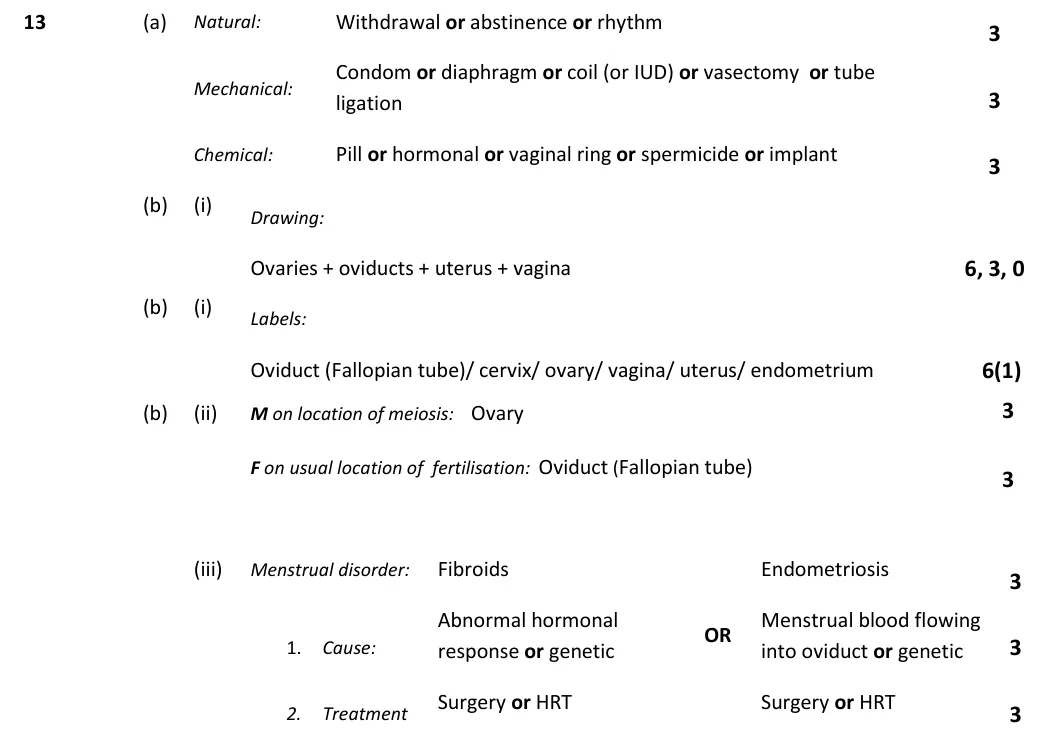 13 (a) Natural: Withdrawal or abstinence or rhythm 3
Mechanical: Condom or diaphragm or coil (or IUD) or vasectomy or tube
ligation 3
Chemical: Pill or hormonal or vaginal ring or spermicide or implant 3
(b) (i) Drawing:
Ovaries + oviducts + uterus + vagina 6, 3, 0
(b) (i) Labels:
Oviduct (Fallopian tube)/ cervix/ ovary/ vagina/ uterus/ endometrium 6(1)
(b) (ii) M on location of meiosis: Ovary 3
F on usual location of fertilisation: Oviduct (Fallopian tube) 3
(iii) Menstrual disorder: Fibroids Endometriosis 3
Abnormal hormonal Menstrual blood flowing
1. Cause: response or genetic OR into oviduct or genetic 3
2. Treatment Surgery or HRT Surgery or HRT 3